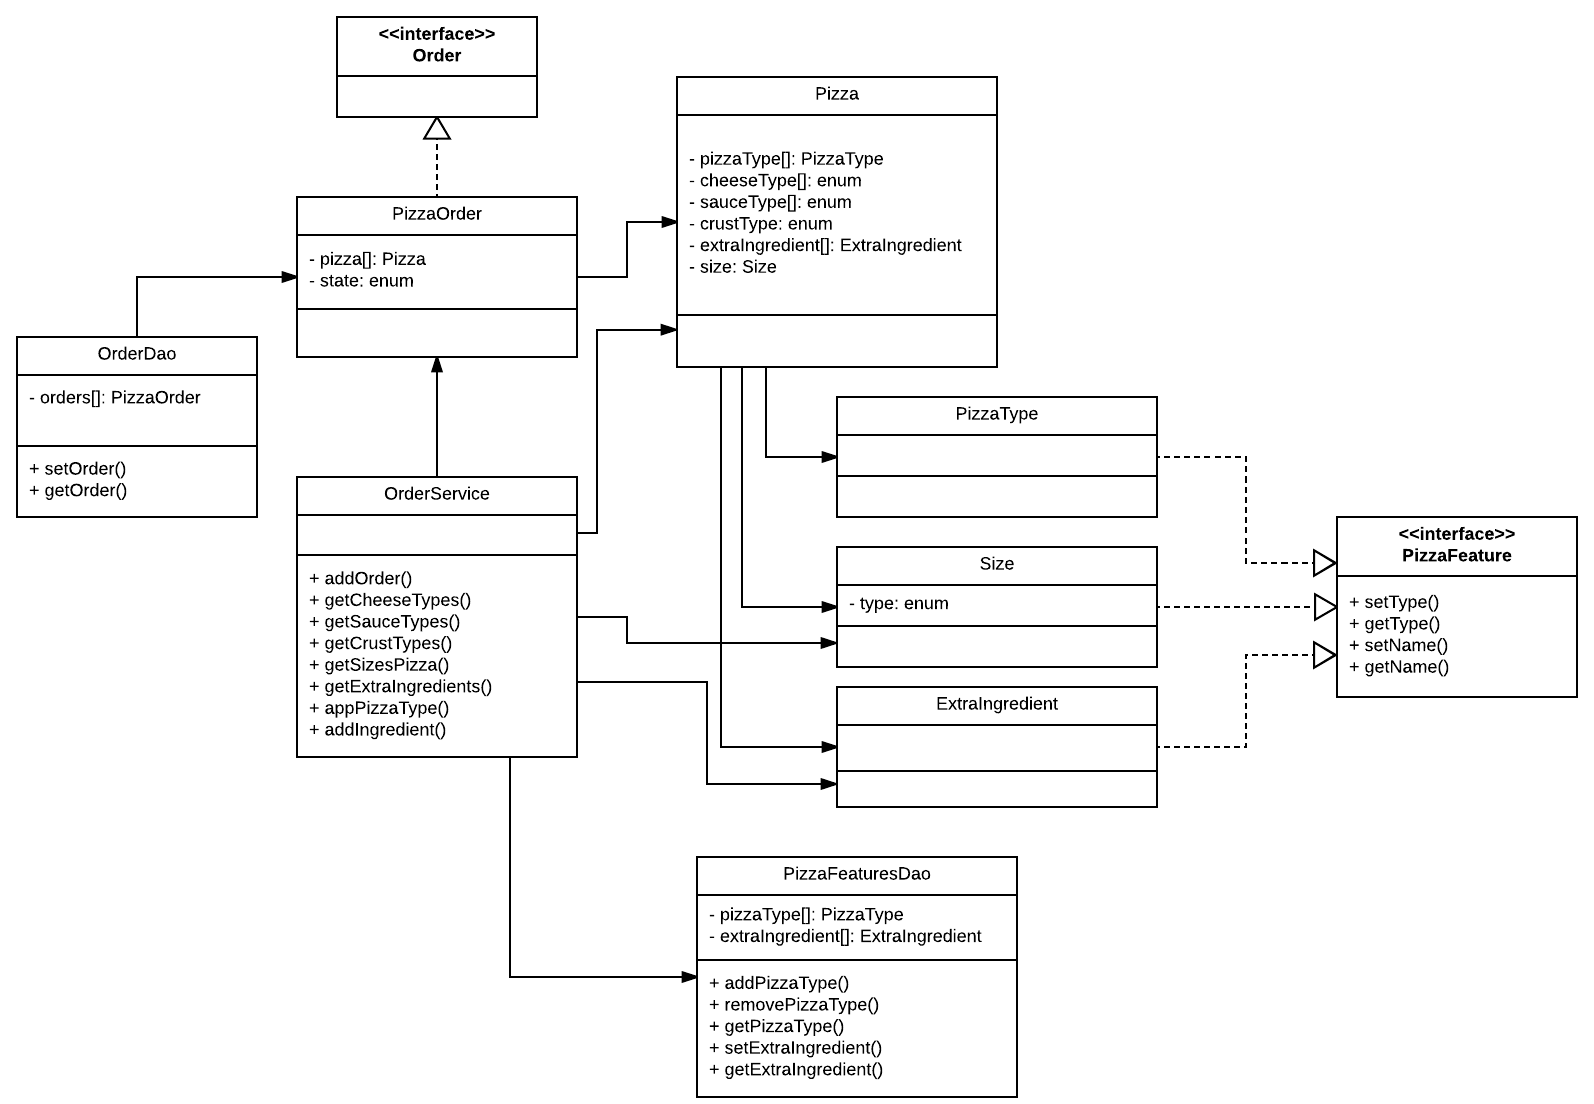 <<interface>>
Order
Pizza
- pizzaType[]: PizzaType
- cheeseType[]: enum
- sauceType[]: enum
- crustType: enum
- extraIngredient[]: ExtraIngredient
- size: Size
PizzaOrder
- pizza[]: Pizza
- state: enum
OrderDao
- orders[]: PizzaOrder
+ setOrder()
+ getOrder()
OrderService
+ addOrder()
+ getCheeseTypes()
+ getSauceTypes()
+ getCrustTypes()
+ getSizesPizza()
+ getExtraIngredients()
+ appPizzaType()
+ addIngredient()
PizzaType
Size
- type: enum
ExtraIngredient
<<interface>>
PizzaFeature
+ setType()
+ getType()
+ setName()
+ getName()
PizzaFeaturesDao
- pizzaType[]: PizzaType
- extraIngredient[]: ExtraIngredient
+ addPizzaType()
+ removePizzaType()
+ getPizzaType()
+ setExtraIngredient()
+ getExtraIngredient()